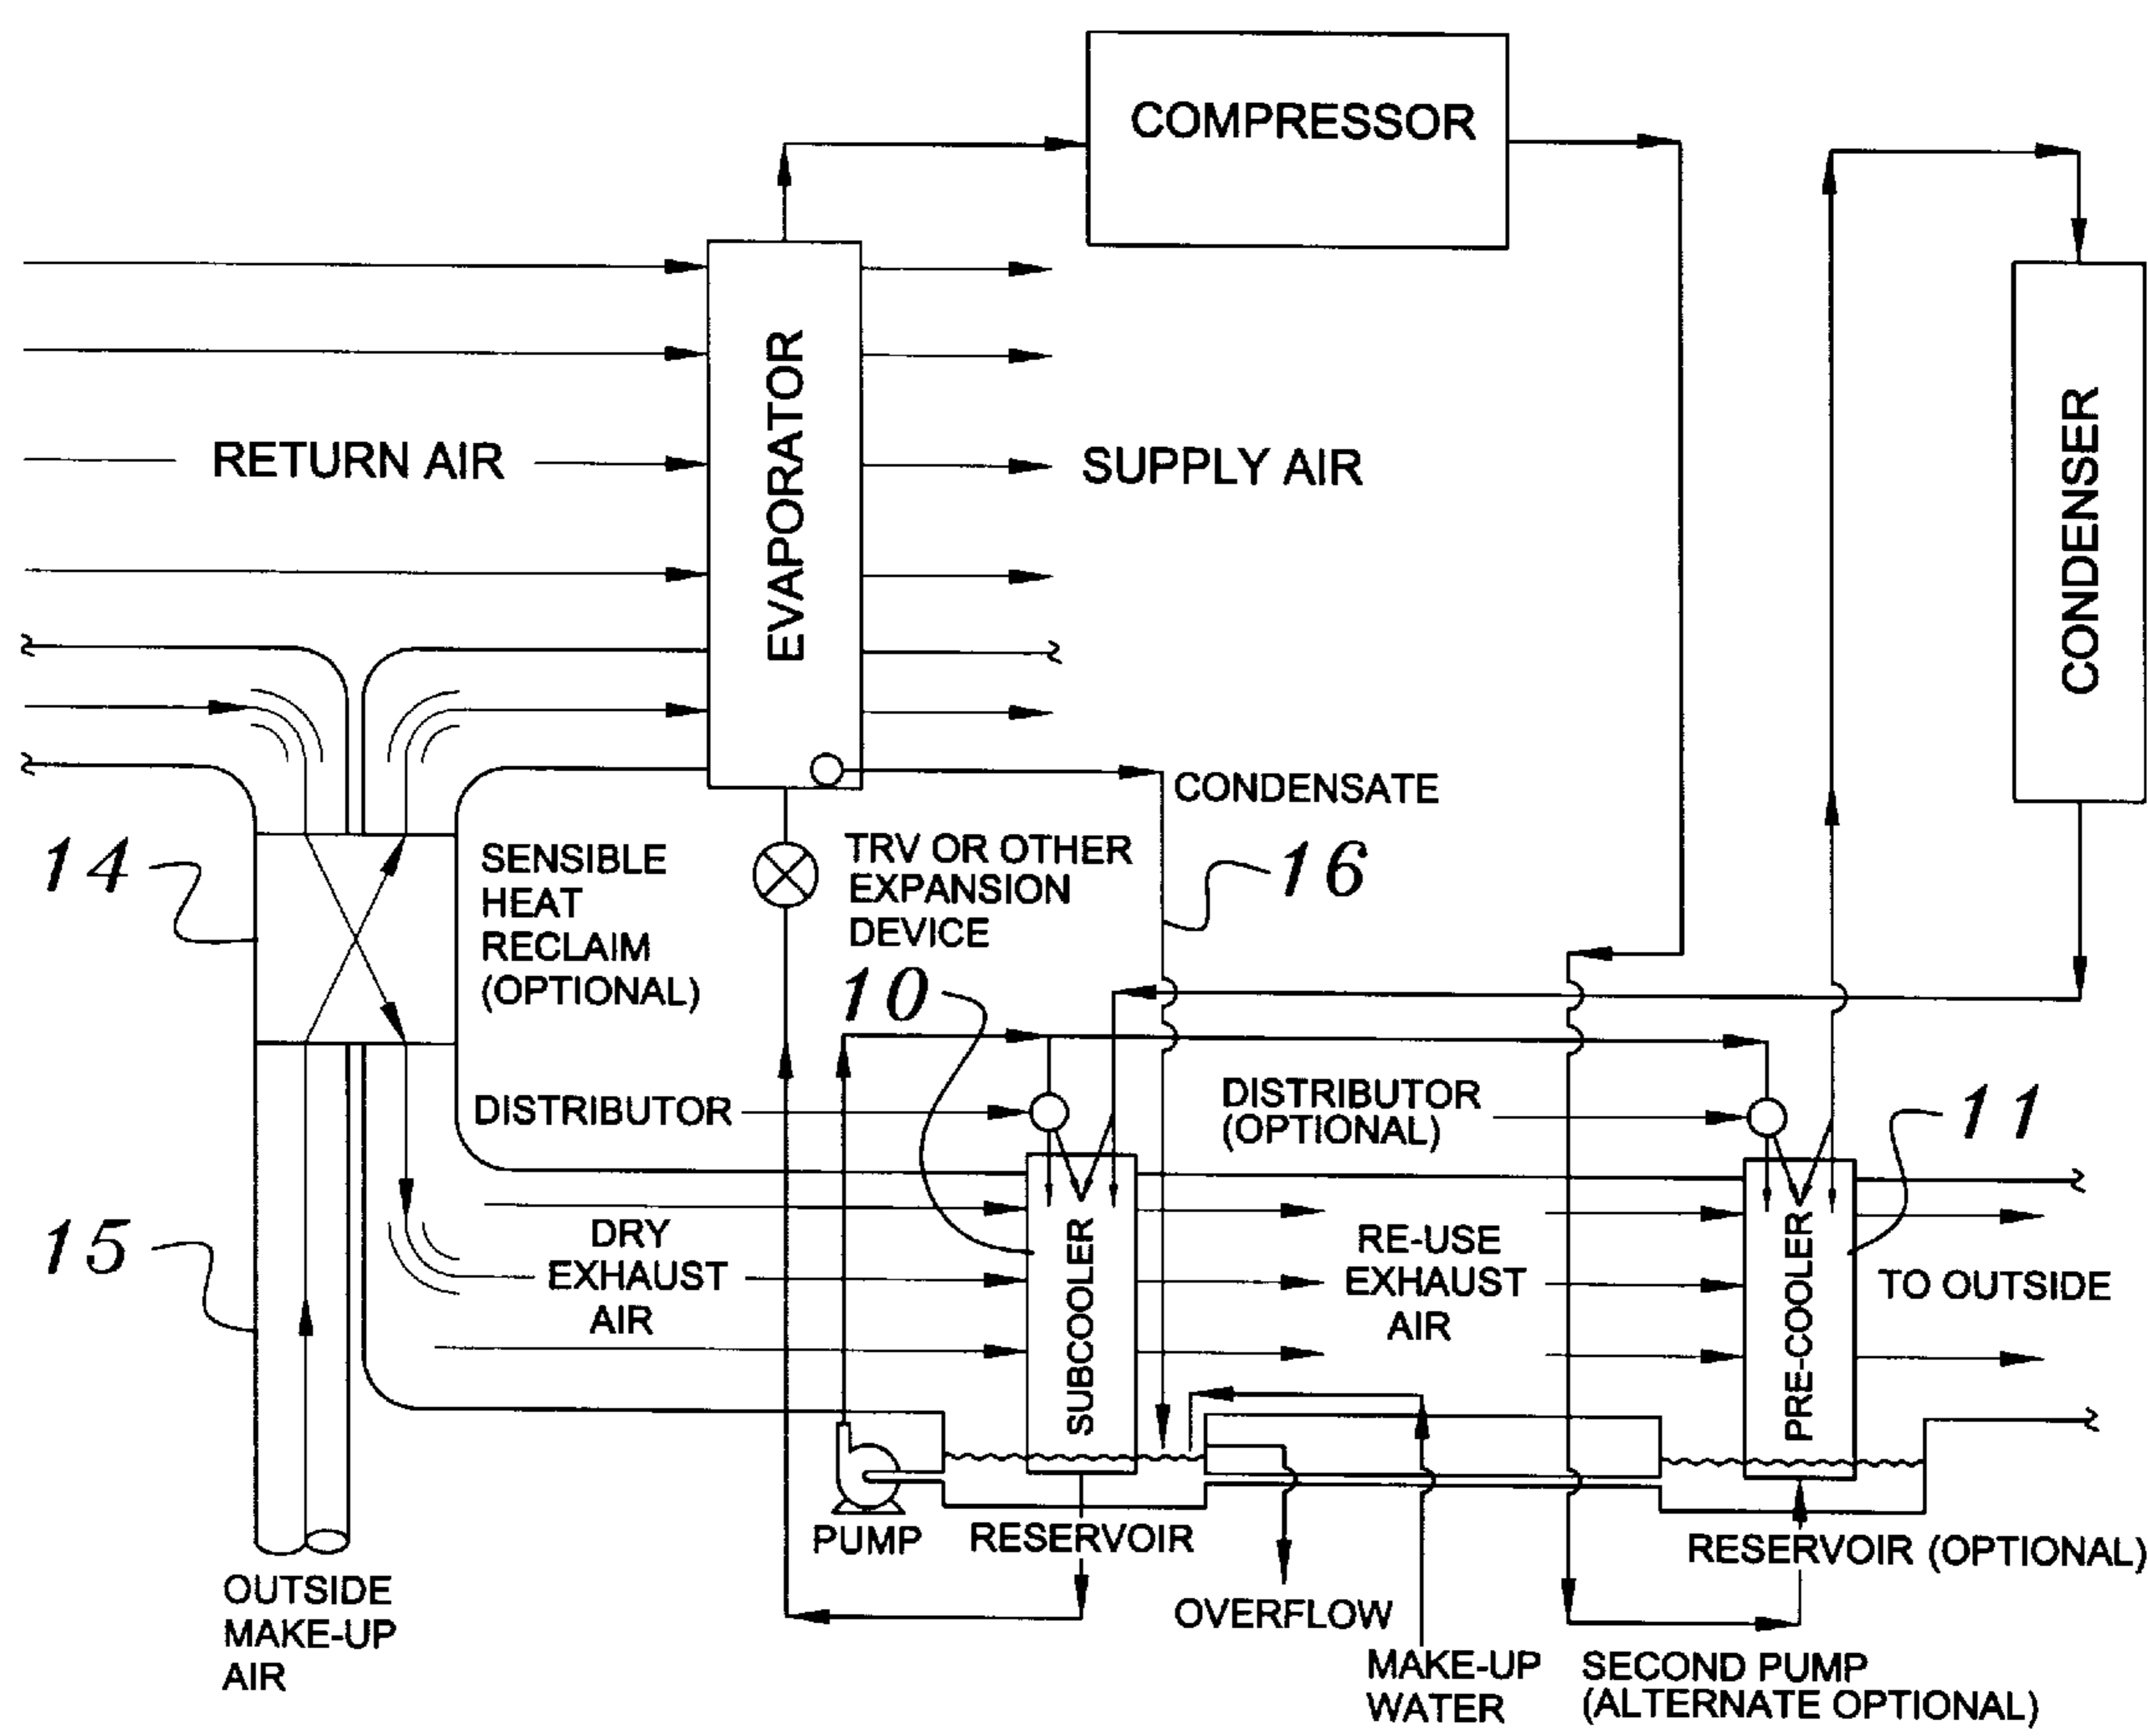 COMPRESSOR
EVAPORATOR
CONDENSER
RETURN AIR
SUPPLY AIR
CONDENSATE
14
SENSIBLE
HEAT
RECLAIM
(OPTIONAL)
TRV OR OTHER
EXPANSION
DEVICE
16
10
DISTRIBUTOR
DISTRIBUTOR
(OPTIONAL)
11
15
DRY
EXHAUST
AIR
SUBCOOLER
RE-USE
EXHAUST
AIR
PRE-COOLER
TO OUTSIDE
PUMP
RESERVOIR
RESERVOIR (OPTIONAL)
OUTSIDE
MAKE-UP
AIR
OVERFLOW
MAKE-UP
WATER
SECOND PUMP
(ALTERNATE OPTIONAL)